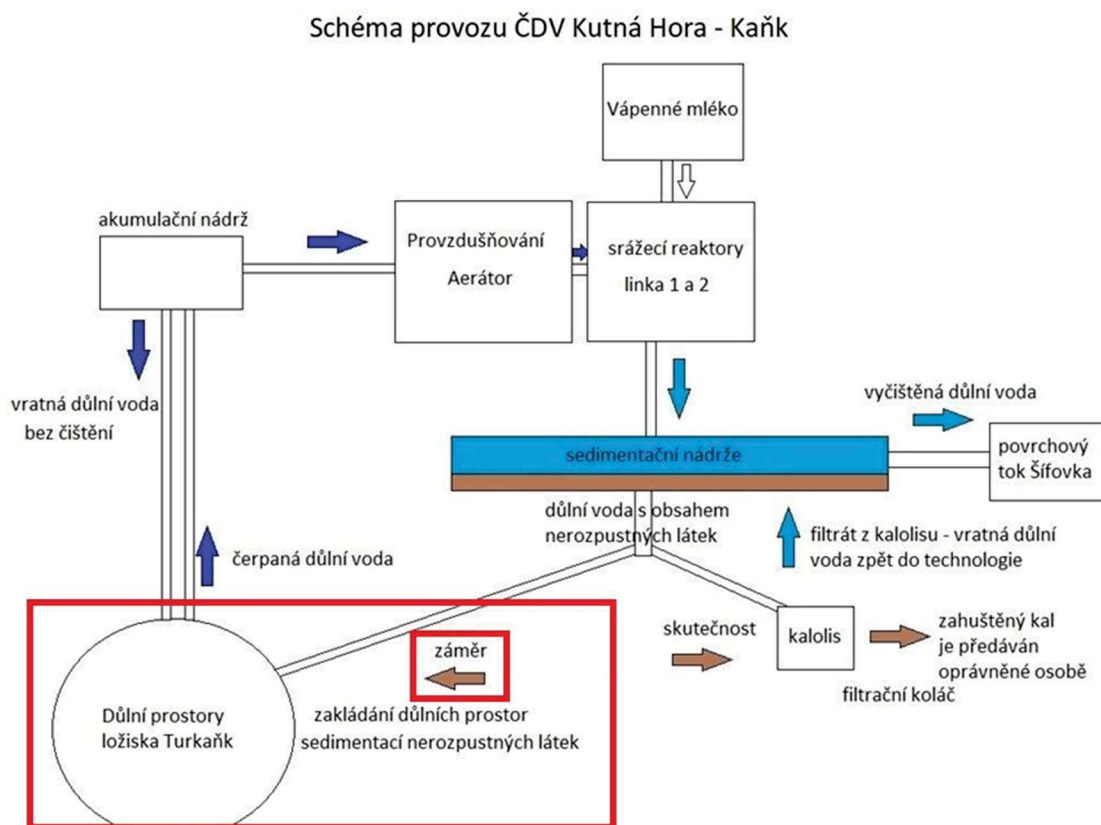 Schéma provozu ČDV Kutná Hora - Kaňk
Vápenné mléko
akumulační nádrž
Provzdušňování
Aerátor
srážecí reaktory
linka 1 a 2
vratná důlní voda
bez čištění
vyčištěná důlní voda
sedimentační nádrže
povrchový
tok Šífovka
důlní voda s obsahem
nerozpustných látek
filtrát z kalolisu - vratná důlní
voda zpět do technologie
čerpaná důlní voda
záměr
skutečnost
kalolis
zahuštěný kal
je předáván
oprávněné osobě
filtrační koláč
Důlní prostory
ložiska Turkaňk
zakládání důlních prostor
sedimentací nerozpustných látek